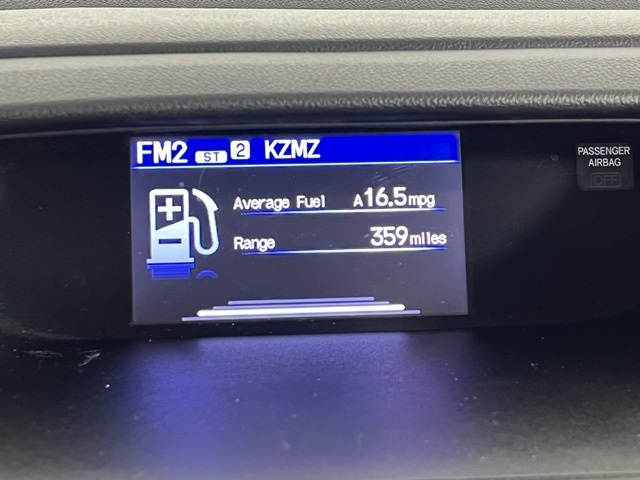 FM2 ST 2 KZMZ
PASSENGER
AIRBAG
OFF
Average Fuel A16.5mpg
Range 359miles